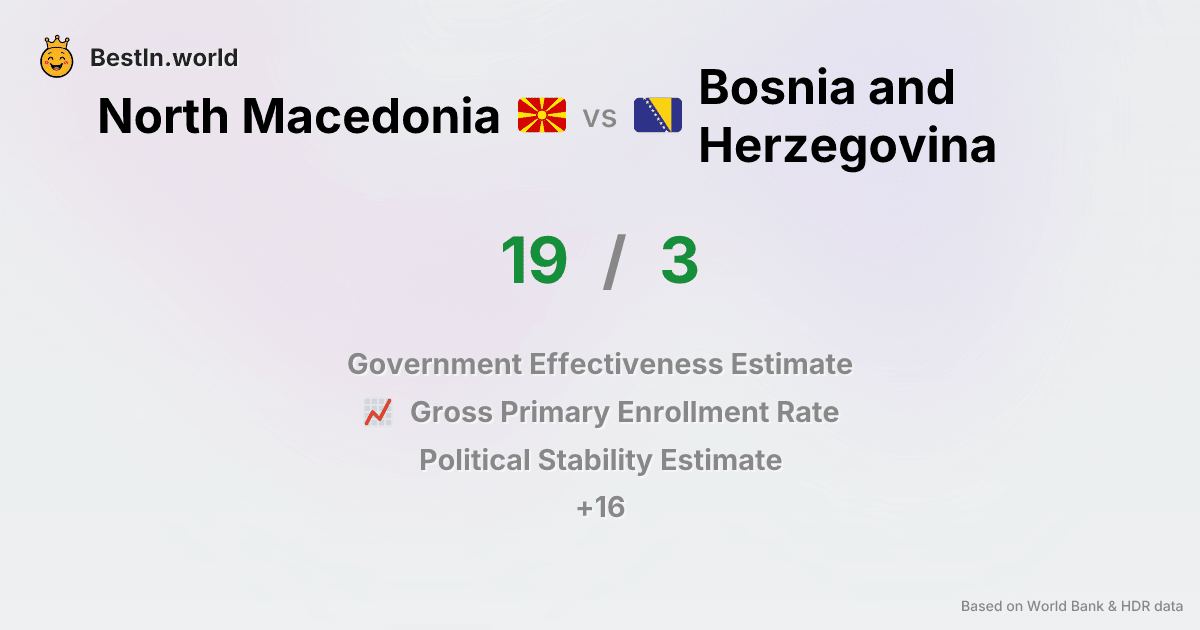 BestIn.world
North Macedonia vs Bosnia and
Herzegovina
19 / 3
Government Effectiveness Estimate
Gross Primary Enrollment Rate
Political Stability Estimate
+16
Based on World Bank & HDR data